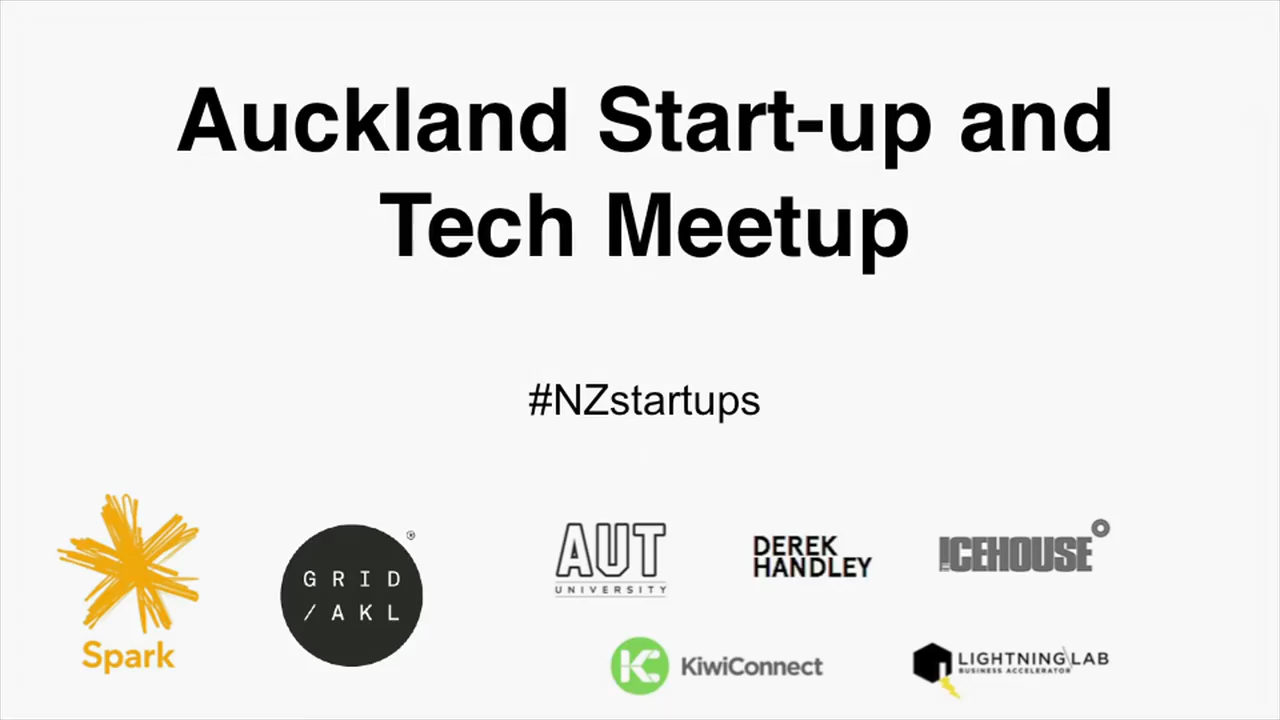 Auckland Start-up and
Tech Meetup
#NZstartups
Spark
GRID
/AKL
AUT
UNIVERSITY
DEREK
HANDLEY
ICEHOUSE
KiwiConnect
LIGHTNING LAB
BUSINESS ACCELERATOR